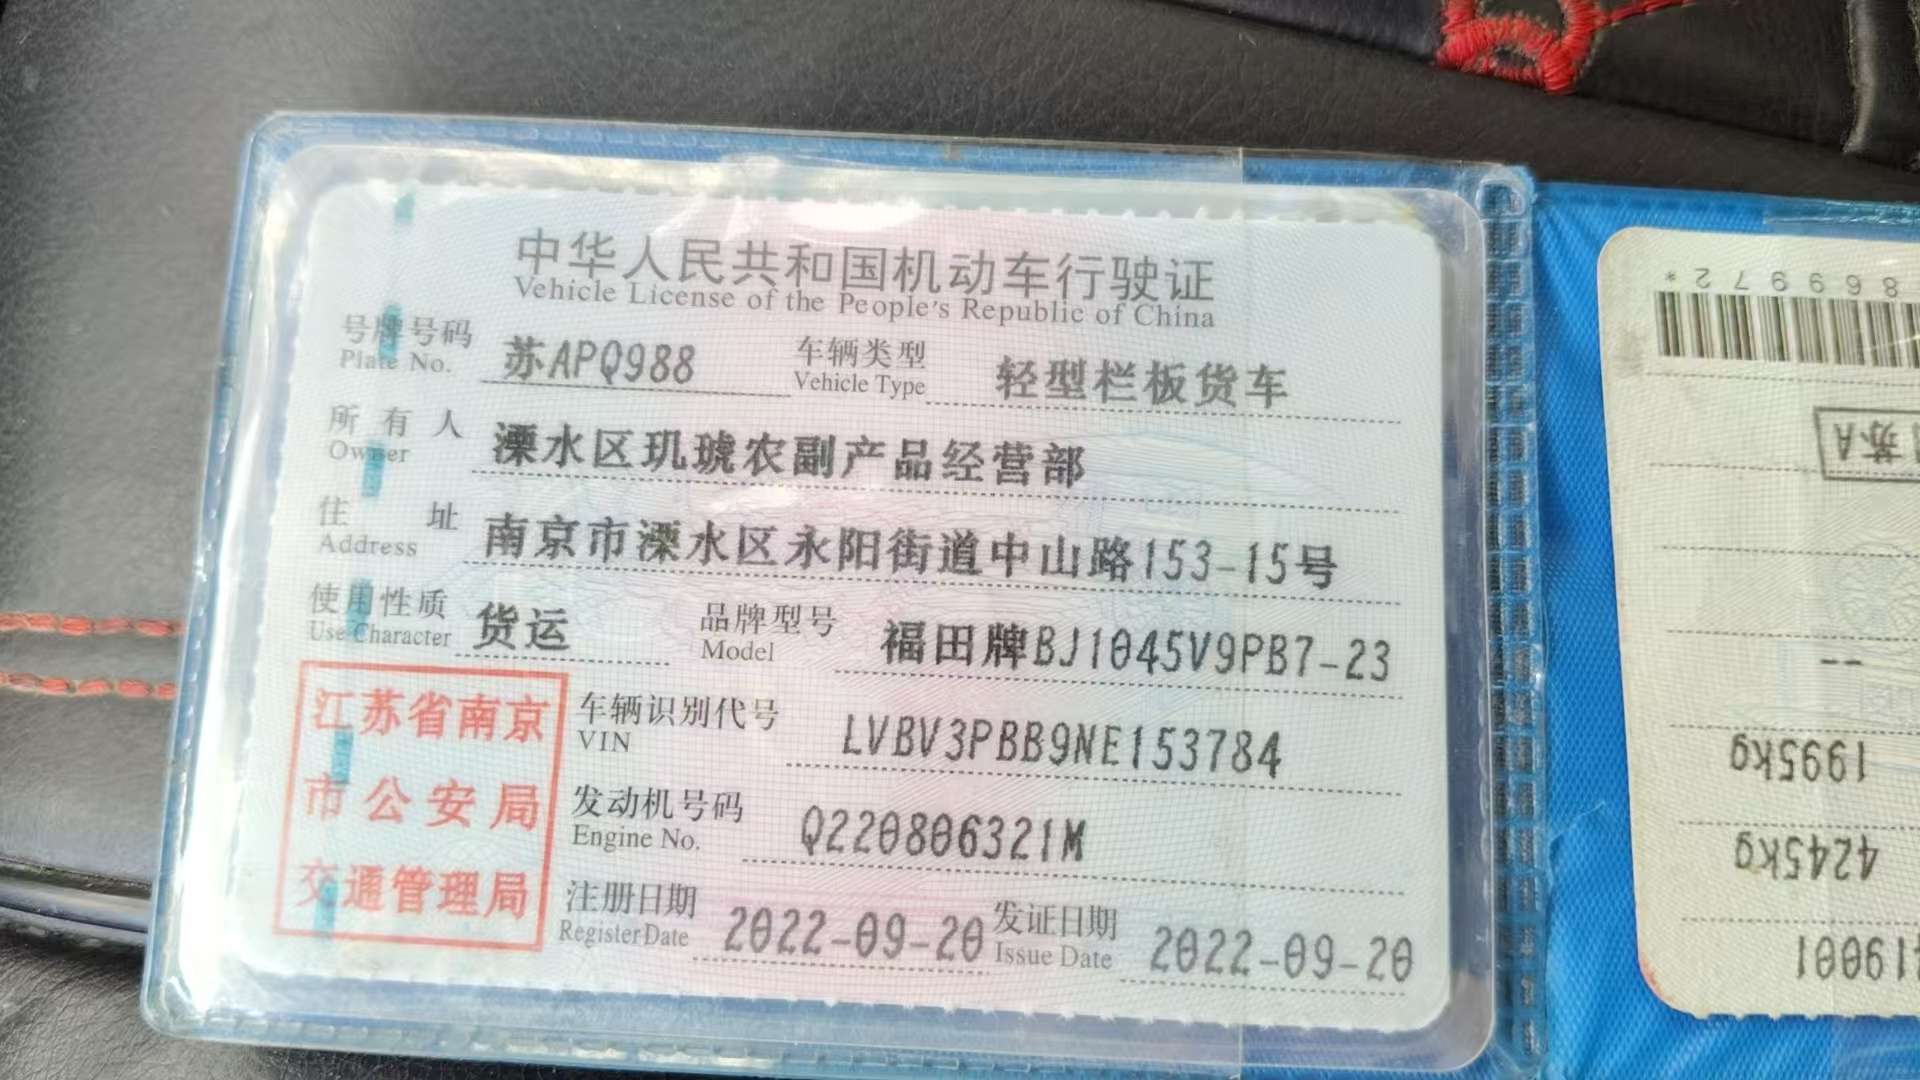 中华人民共和国机动车行驶证
Vehicle License of the People's Republic of China
号牌号码 苏APQ988 车辆类型 轻型栏板货车
Plate No. Vehicle Type
所有人 溧水区玑琥农副产品经营部
Owner
住址 南京市溧水区永阳街道中山路153-15号
Address
使用性质 货运 品牌型号 福田牌BJ1045V9PB7-23
Use Character Model
江苏省南京
市公安局
交通管理局
车辆识别代号 LVBV3PBB9NE153784
VIN
发动机号码 Q220806321M
Engine No.
注册日期 2022-09-20 发证日期 2022-09-20
Register Date Issue Date
869972*
苏A
--
1995kg
4245kg